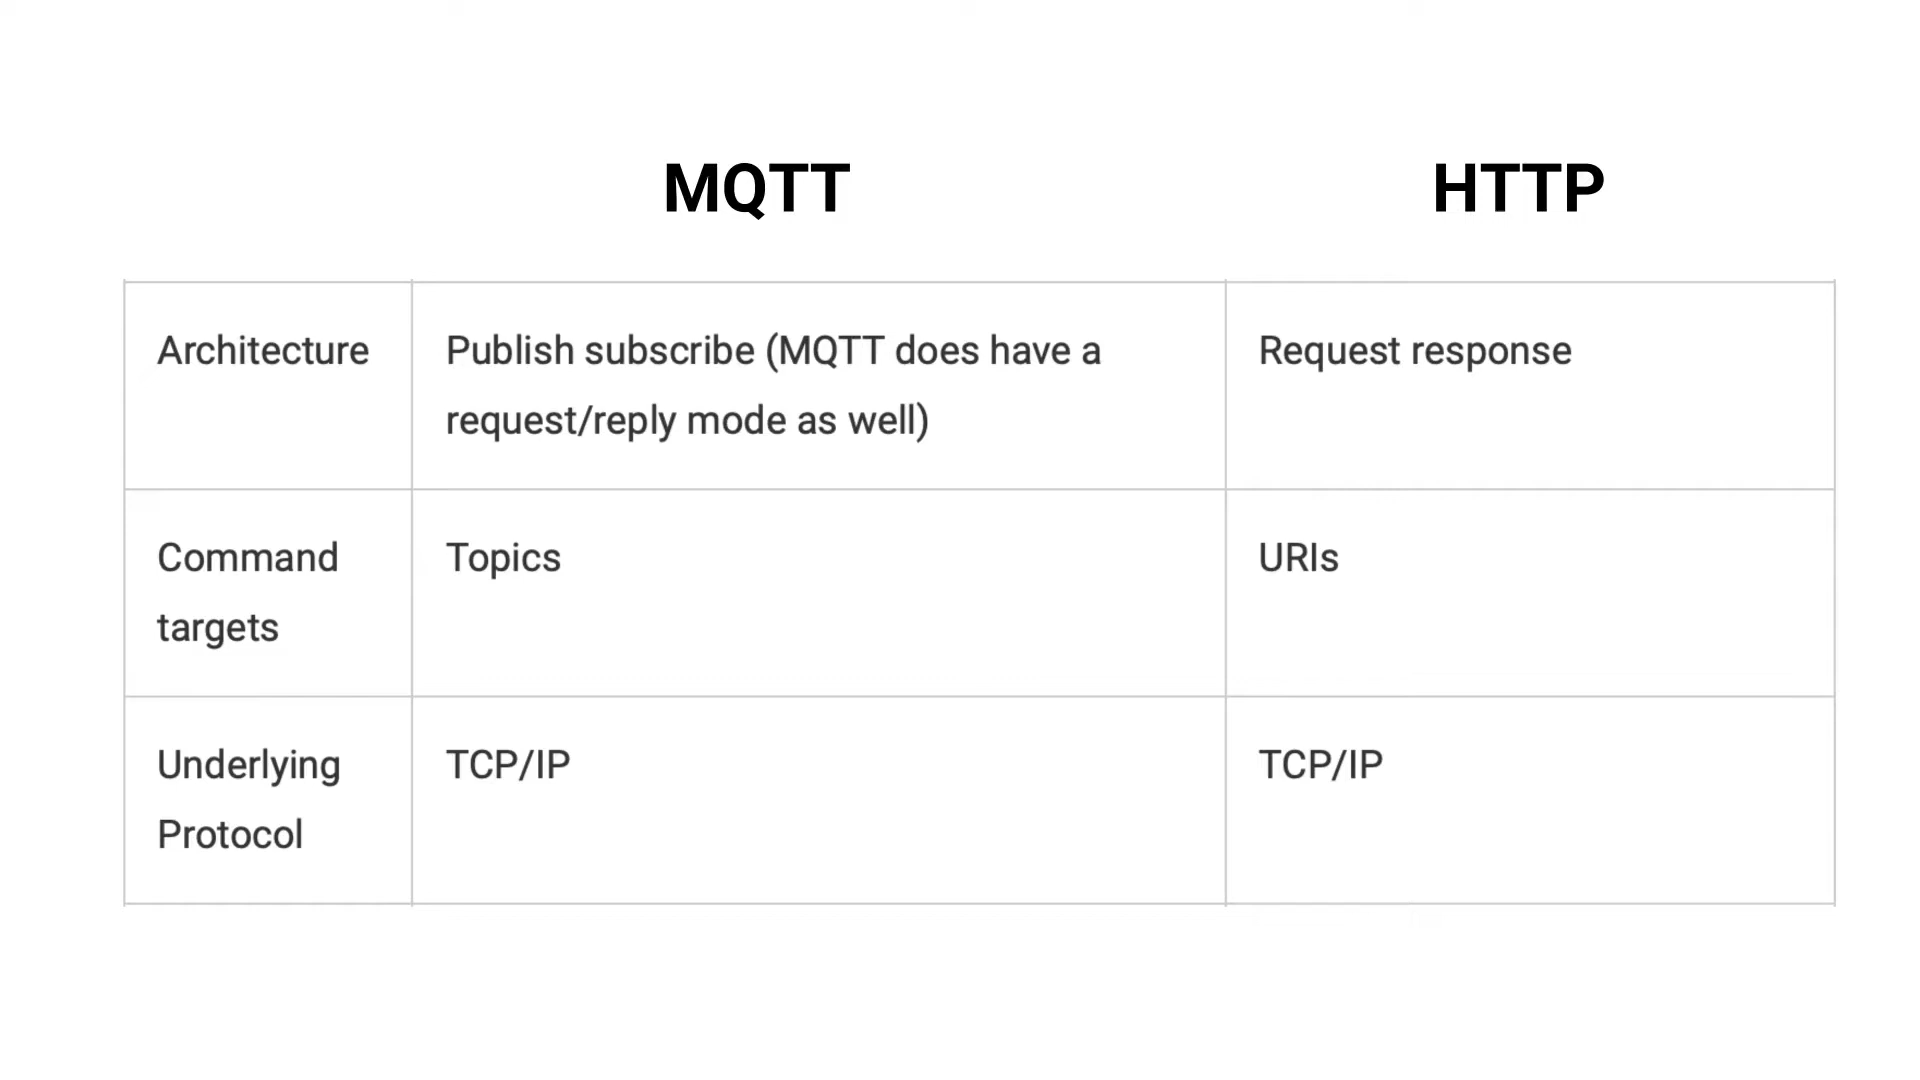 MQTT HTTP
Architecture
Publish subscribe (MQTT does have a
request/reply mode as well)
Request response
Command
targets
Topics
URIs
Underlying
Protocol
TCP/IP
TCP/IP